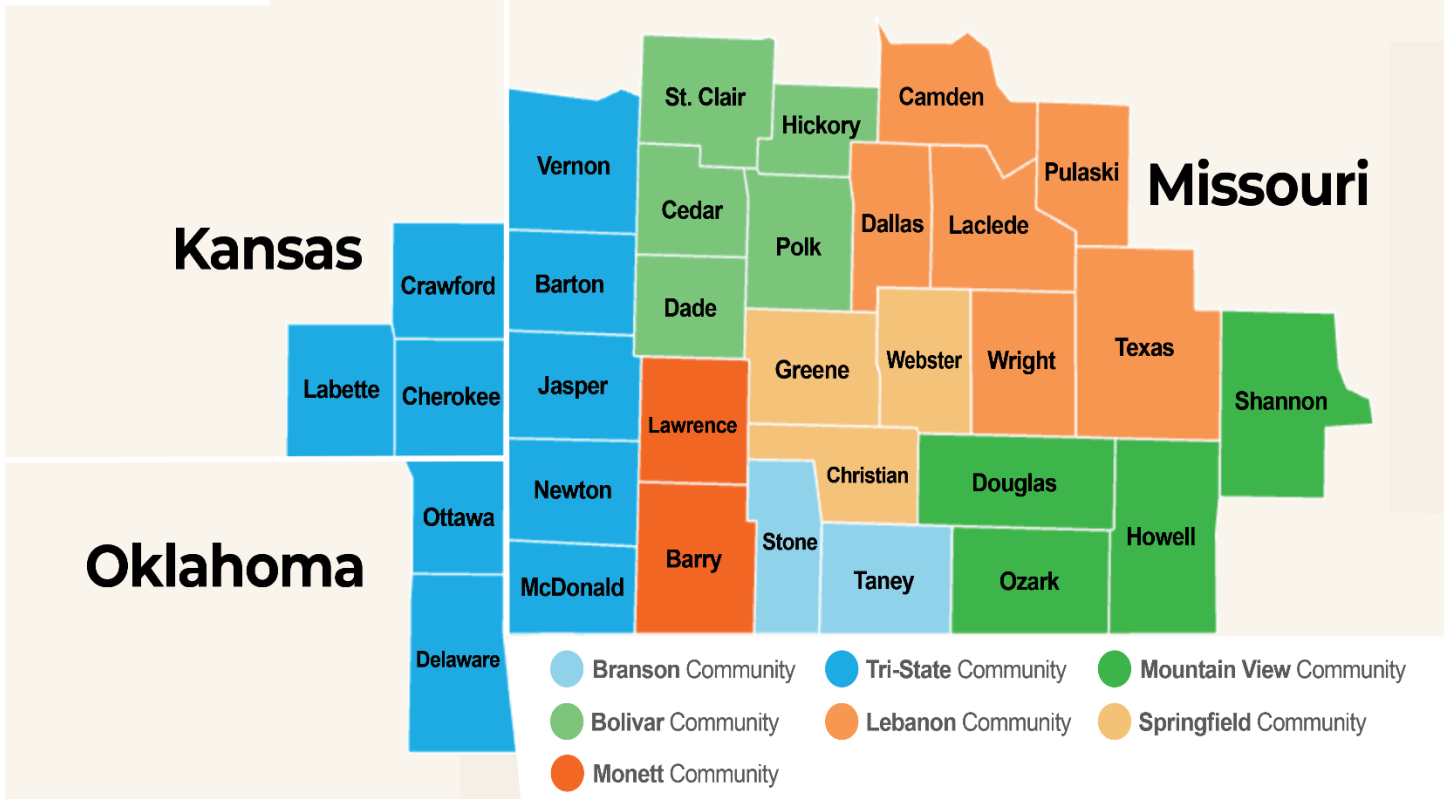 St. Clair
Camden
Hickory
Vernon
Pulaski
Missouri
Cedar
Dallas
Laclede
Kansas
Polk
Crawford
Barton
Dade
Texas
Greene
Webster
Wright
Labette
Cherokee
Jasper
Shannon
Lawrence
Christian
Douglas
Newton
Ottawa
Howell
Stone
Oklahoma
Barry
McDonald
Taney
Ozark
Delaware
Branson Community
Tri-State Community
Mountain View Community
Bolivar Community
Lebanon Community
Springfield Community
Monett Community